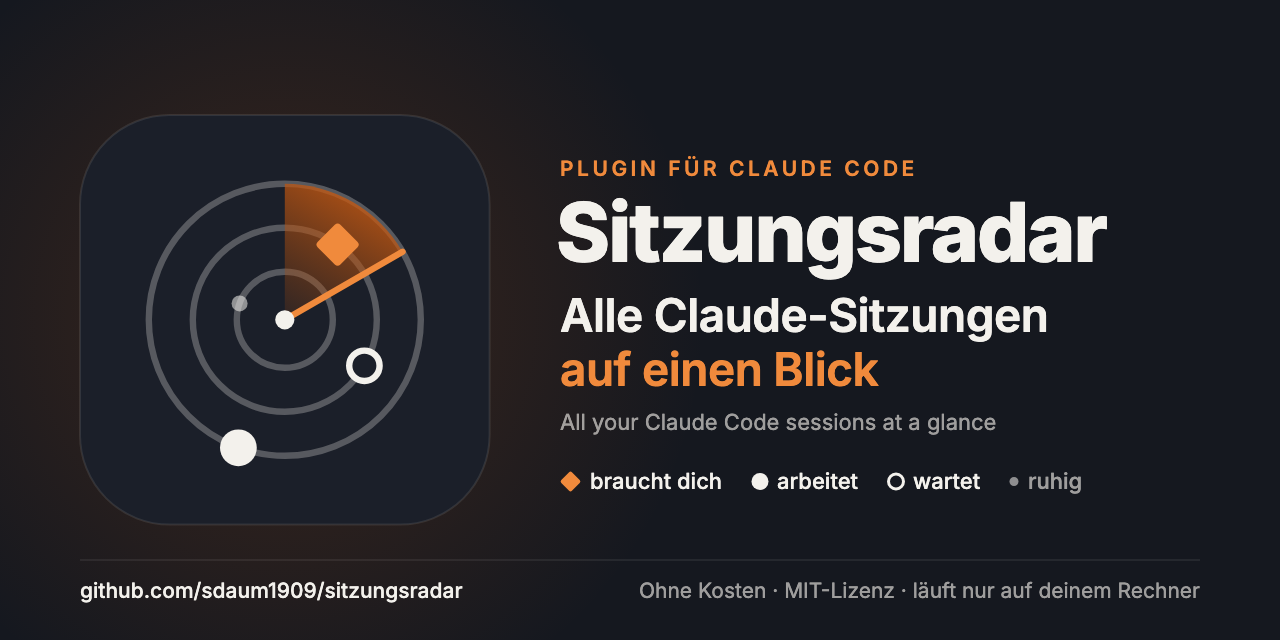 PLUGIN FÜR CLAUDE CODE
Sitzungsradar
Alle Claude-Sitzungen
auf einen Blick
All your Claude Code sessions at a glance
braucht dich arbeitet wartet ruhig
github.com/sdaum1909/sitzungsradar
Ohne Kosten · MIT-Lizenz · läuft nur auf deinem Rechner